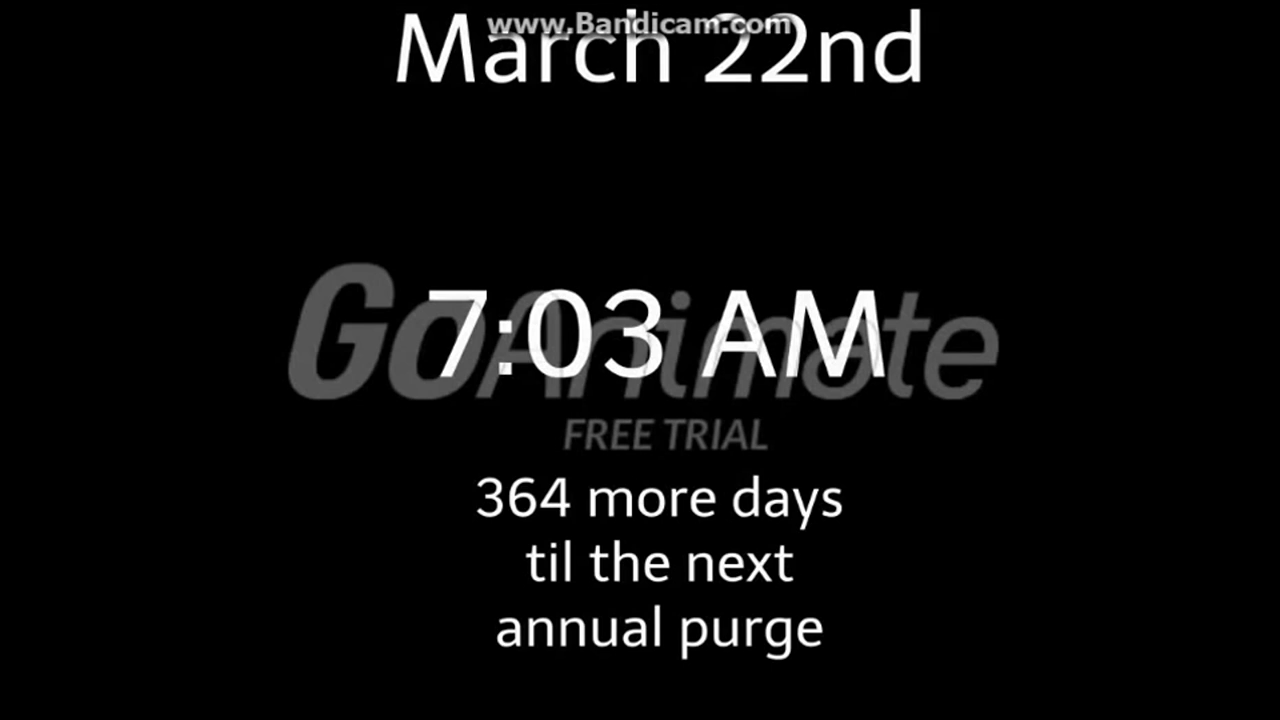 www.Bandicam.com
March 22nd
7:03 AM
GoAnimate
FREE TRIAL
364 more days
til the next
annual purge